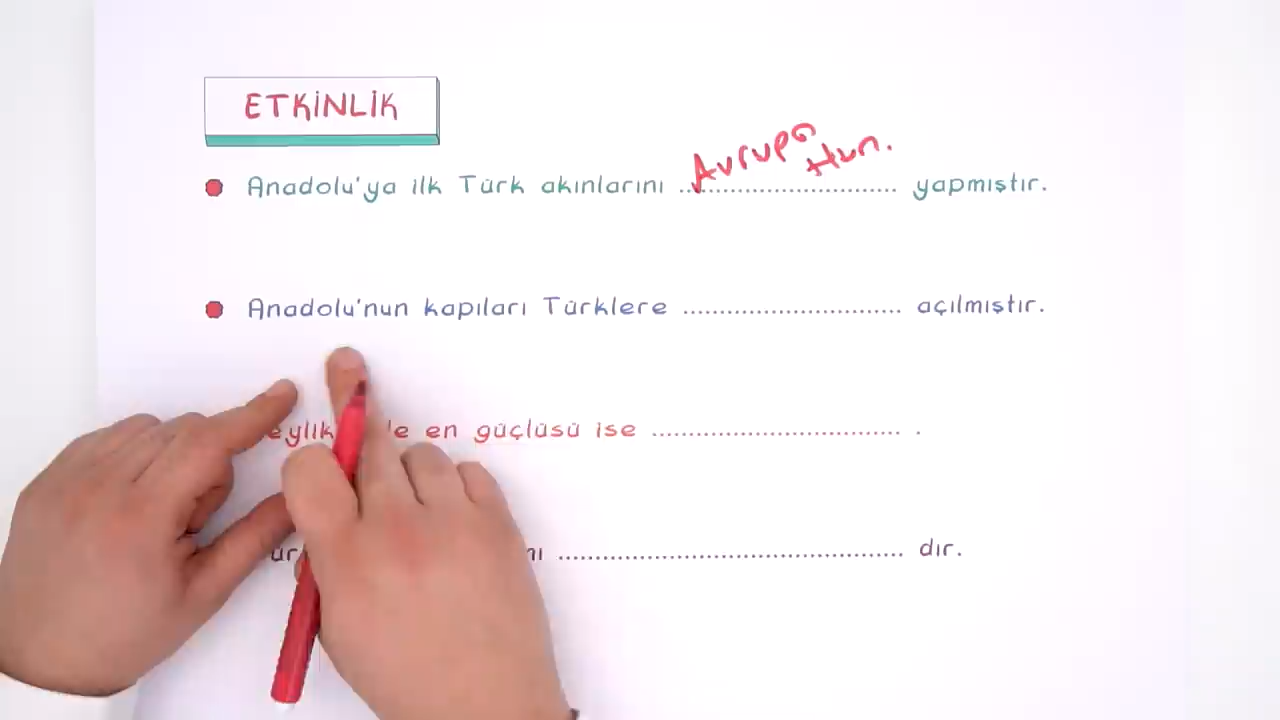 ETKİNLİK
Avrupa Hun.
Anadolu'ya ilk Türk akınlarını ........................... yapmıştır.
Anadolu'nun kapıları Türklere ........................... açılmıştır.
en güçlüsü ise ............................... .
........................................... dır.